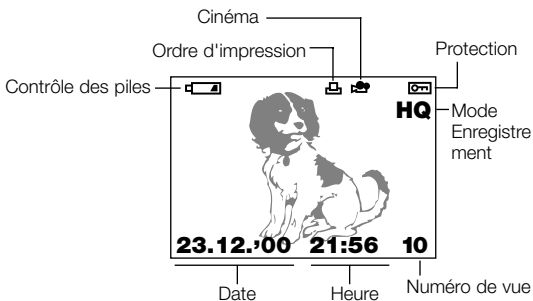 Cinéma
Ordre d'impression
Protection
Contrôle des piles
HQ
Mode
Enregistre
ment
23.12.'00 21:56 10
Date
Heure
Numéro de vue